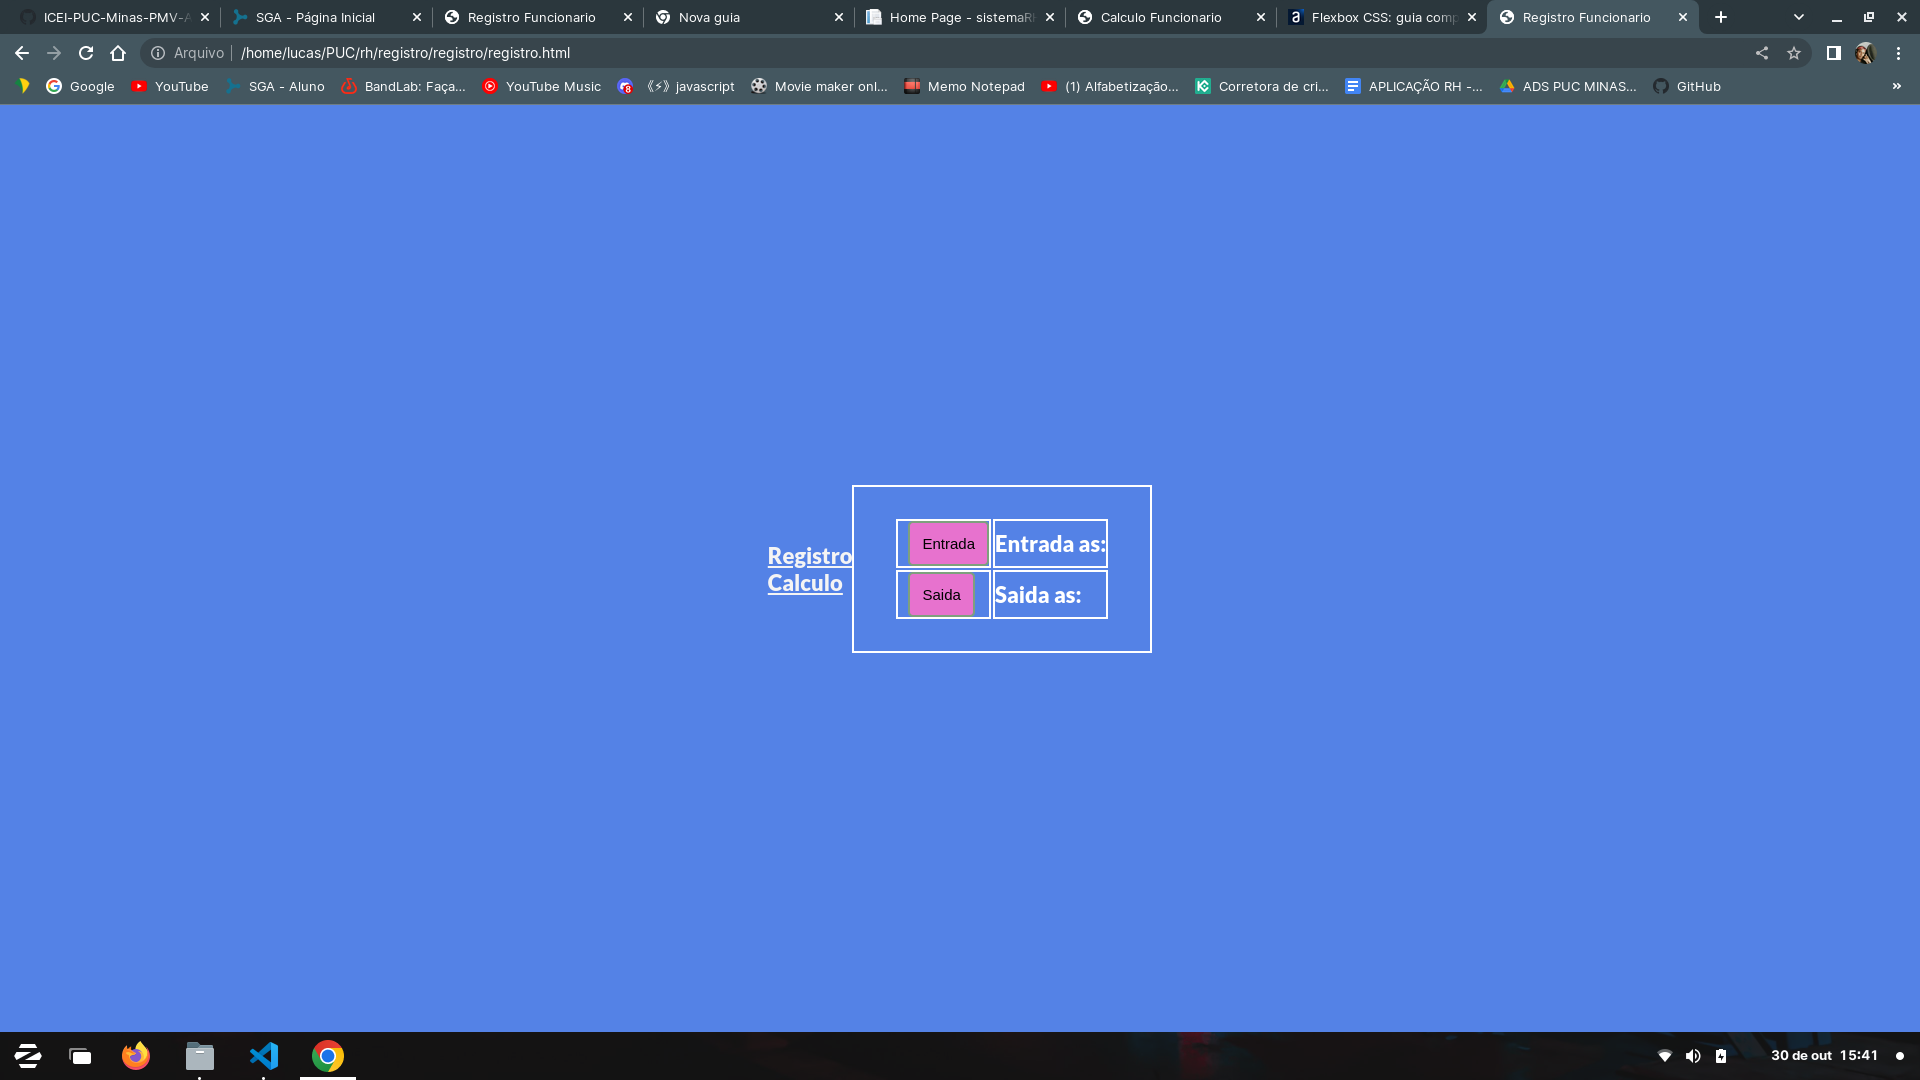 ICEI-PUC-Minas-PMV-A
SGA - Página Inicial
Registro Funcionario
Nova guia
Home Page - sistemaRH
Calculo Funcionario
Flexbox CSS: guia comp
Registro Funcionario
Arquivo
/home/lucas/PUC/rh/registro/registro/registro.html
Google
YouTube
SGA - Aluno
BandLab: Faça...
YouTube Music
8
《⚡》 javascript
Movie maker onl...
Memo Notepad
(1) Alfabetização...
Corretora de cri...
APLICAÇÃO RH -...
ADS PUC MINAS...
GitHub
»
Registro
Calculo
Entrada
Entrada as:
Saida
Saida as:
30 de out 15:41